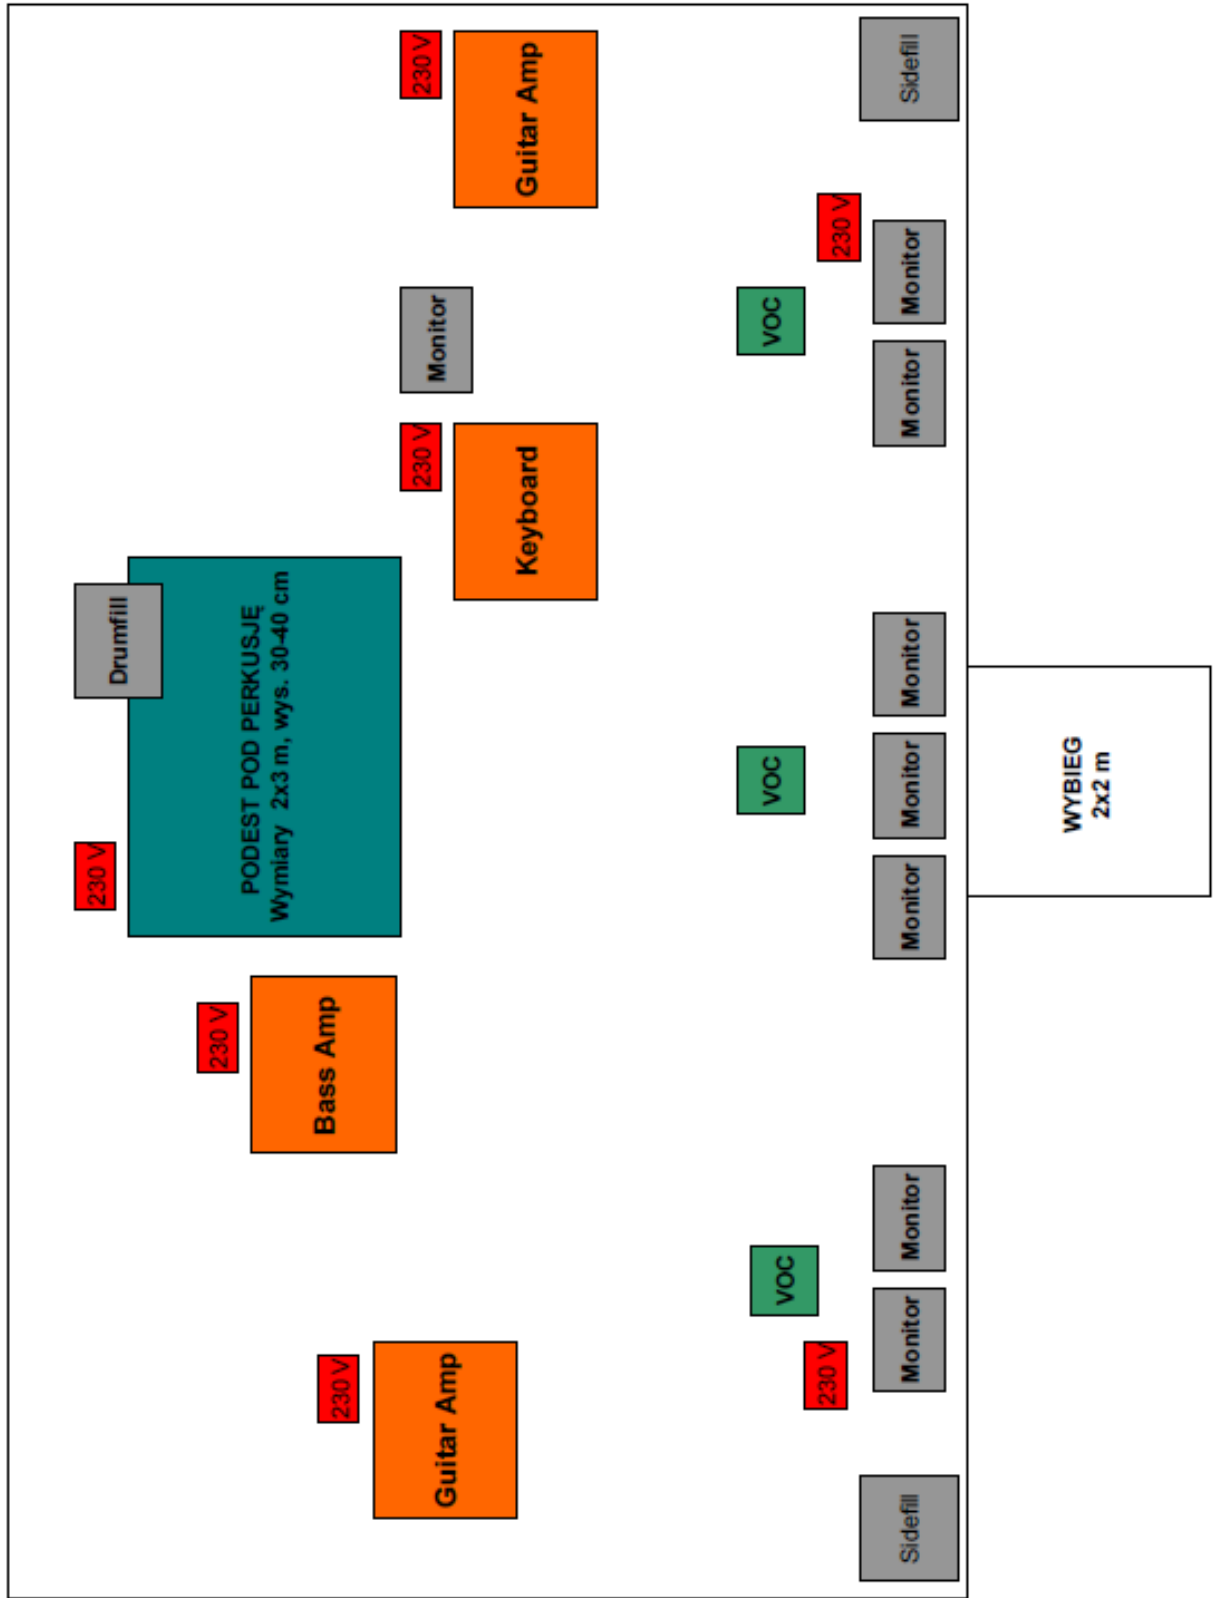 230 V
Drumfill
230 V
PODEST POD PERKUSJĘ
Wymiary 2x3 m, wys. 30-40 cm
Bass Amp
230 V
230 V
230 V
Guitar Amp
Monitor
Keyboard
Guitar Amp
VOC
VOC
VOC
230 V
230 V
Sidefill
Monitor
Monitor
Monitor
Monitor
Monitor
Monitor
Monitor
Sidefill
WYBIEG
2x2 m